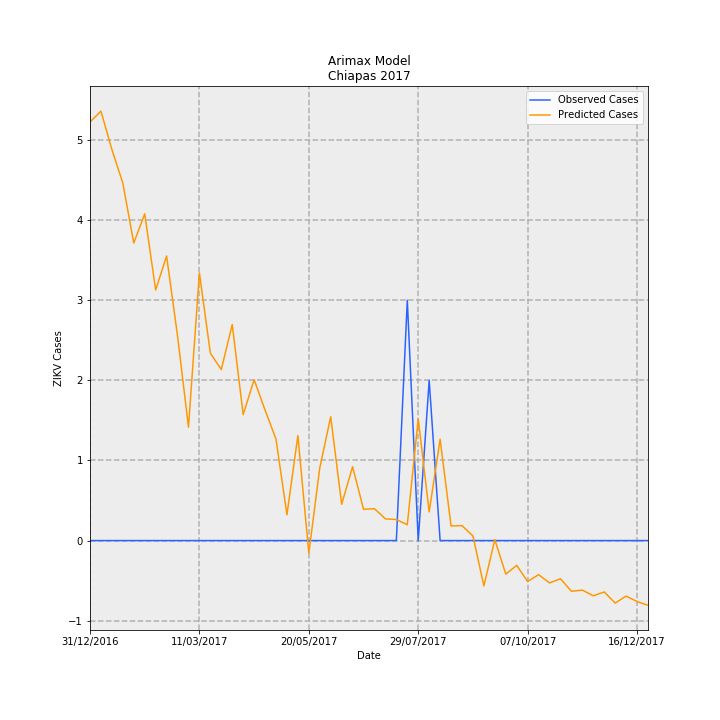 Arimax Model
Chiapas 2017
Observed Cases
Predicted Cases
5
4
3
2
1
0
−1
ZIKV Cases
31/12/2016
11/03/2017
20/05/2017
29/07/2017
07/10/2017
16/12/2017
Date